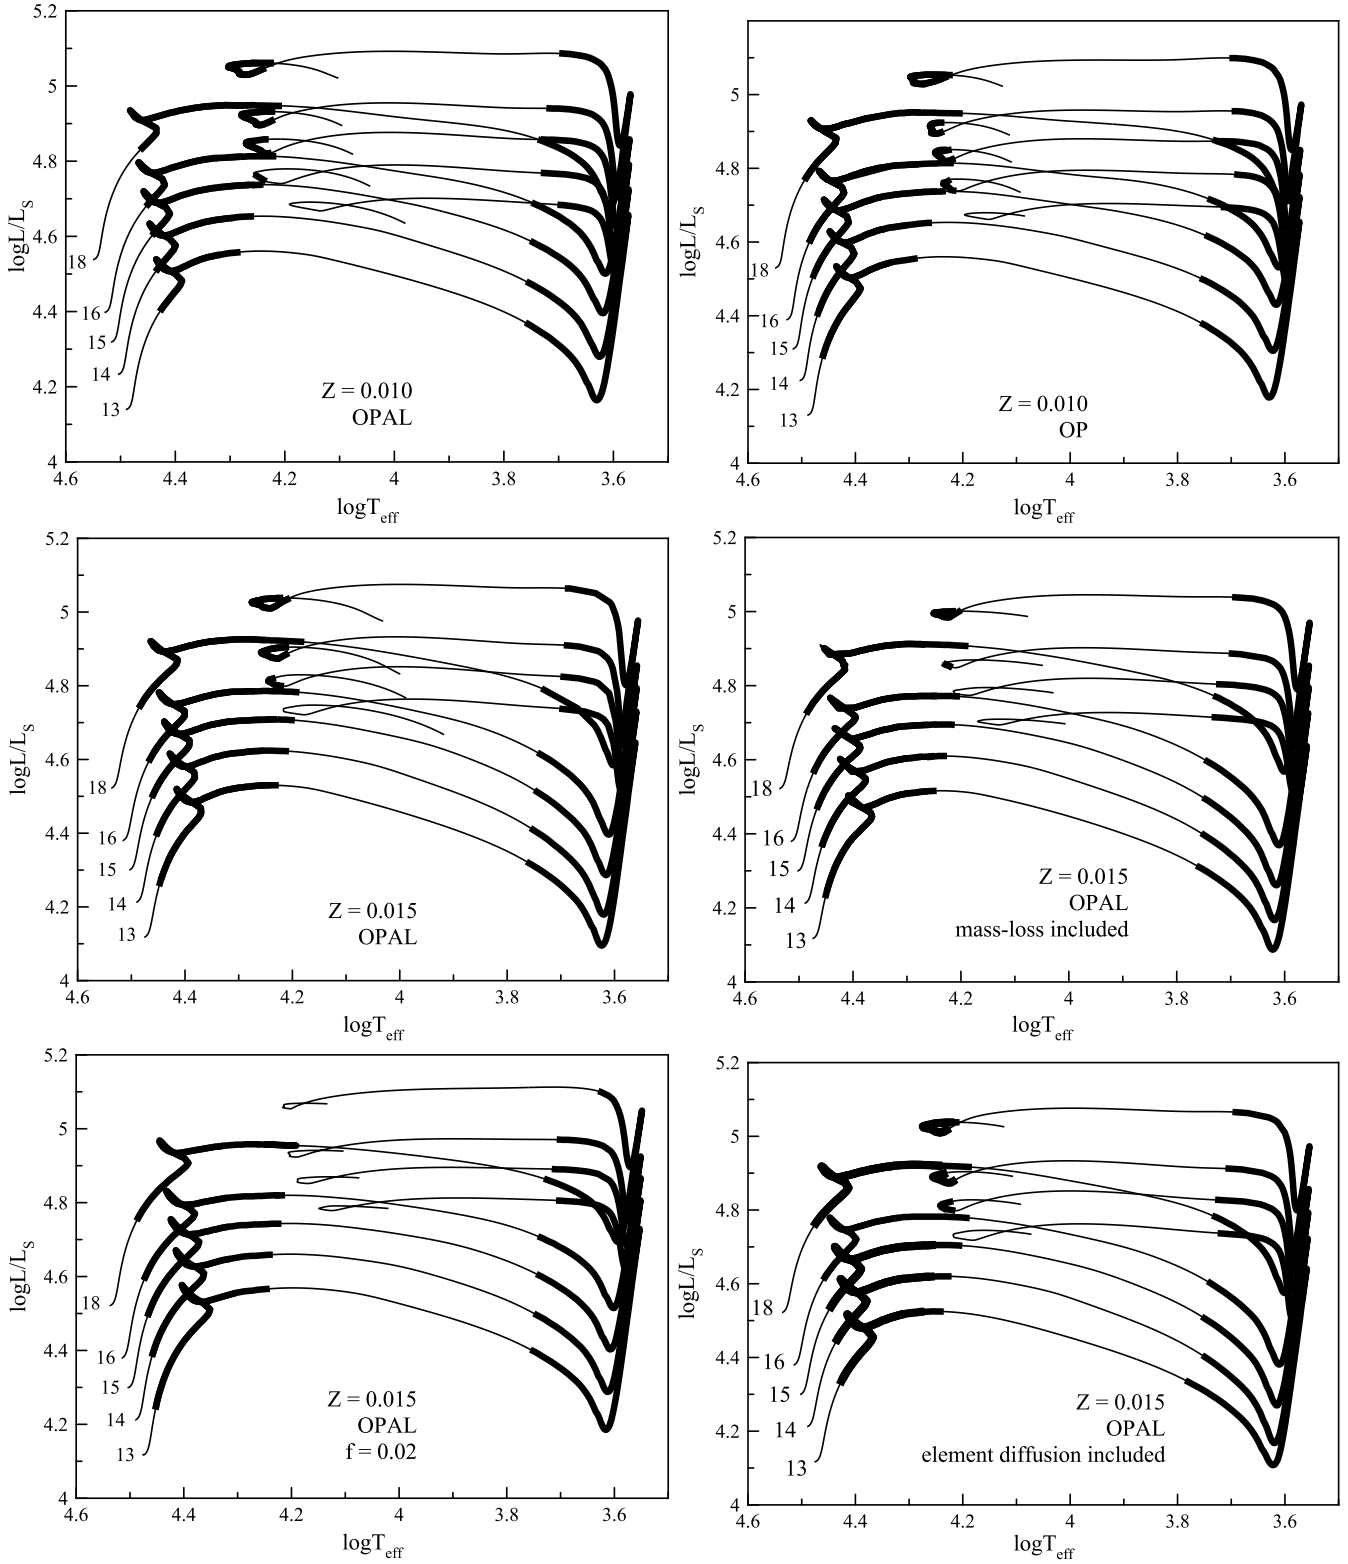 5.2
5
4.8
4.6
4.4
4.2
4
logL/L_S
18
16
15
14
13
Z = 0.010
OPAL
4.6 4.4 4.2 4 3.8 3.6
logT_eff
5
4.8
4.6
4.4
4.2
4
logL/L_S
18
16
15
14
13
Z = 0.010
OP
4.6 4.4 4.2 4 3.8 3.6
logT_eff
5.2
5
4.8
4.6
4.4
4.2
4
logL/L_S
18
16
15
14
13
Z = 0.015
OPAL
4.6 4.4 4.2 4 3.8 3.6
logT_eff
5.2
5
4.8
4.6
4.4
4.2
4
logL/L_S
18
16
15
14
13
Z = 0.015
OPAL
mass-loss included
4.6 4.4 4.2 4 3.8 3.6
logT_eff
5.2
5
4.8
4.6
4.4
4.2
4
logL/L_S
18
16
15
14
13
Z = 0.015
OPAL
f = 0.02
4.6 4.4 4.2 4 3.8 3.6
logT_eff
5.2
5
4.8
4.6
4.4
4.2
4
logL/L_S
18
16
15
14
13
Z = 0.015
OPAL
element diffusion included
4.6 4.4 4.2 4 3.8 3.6
logT_eff